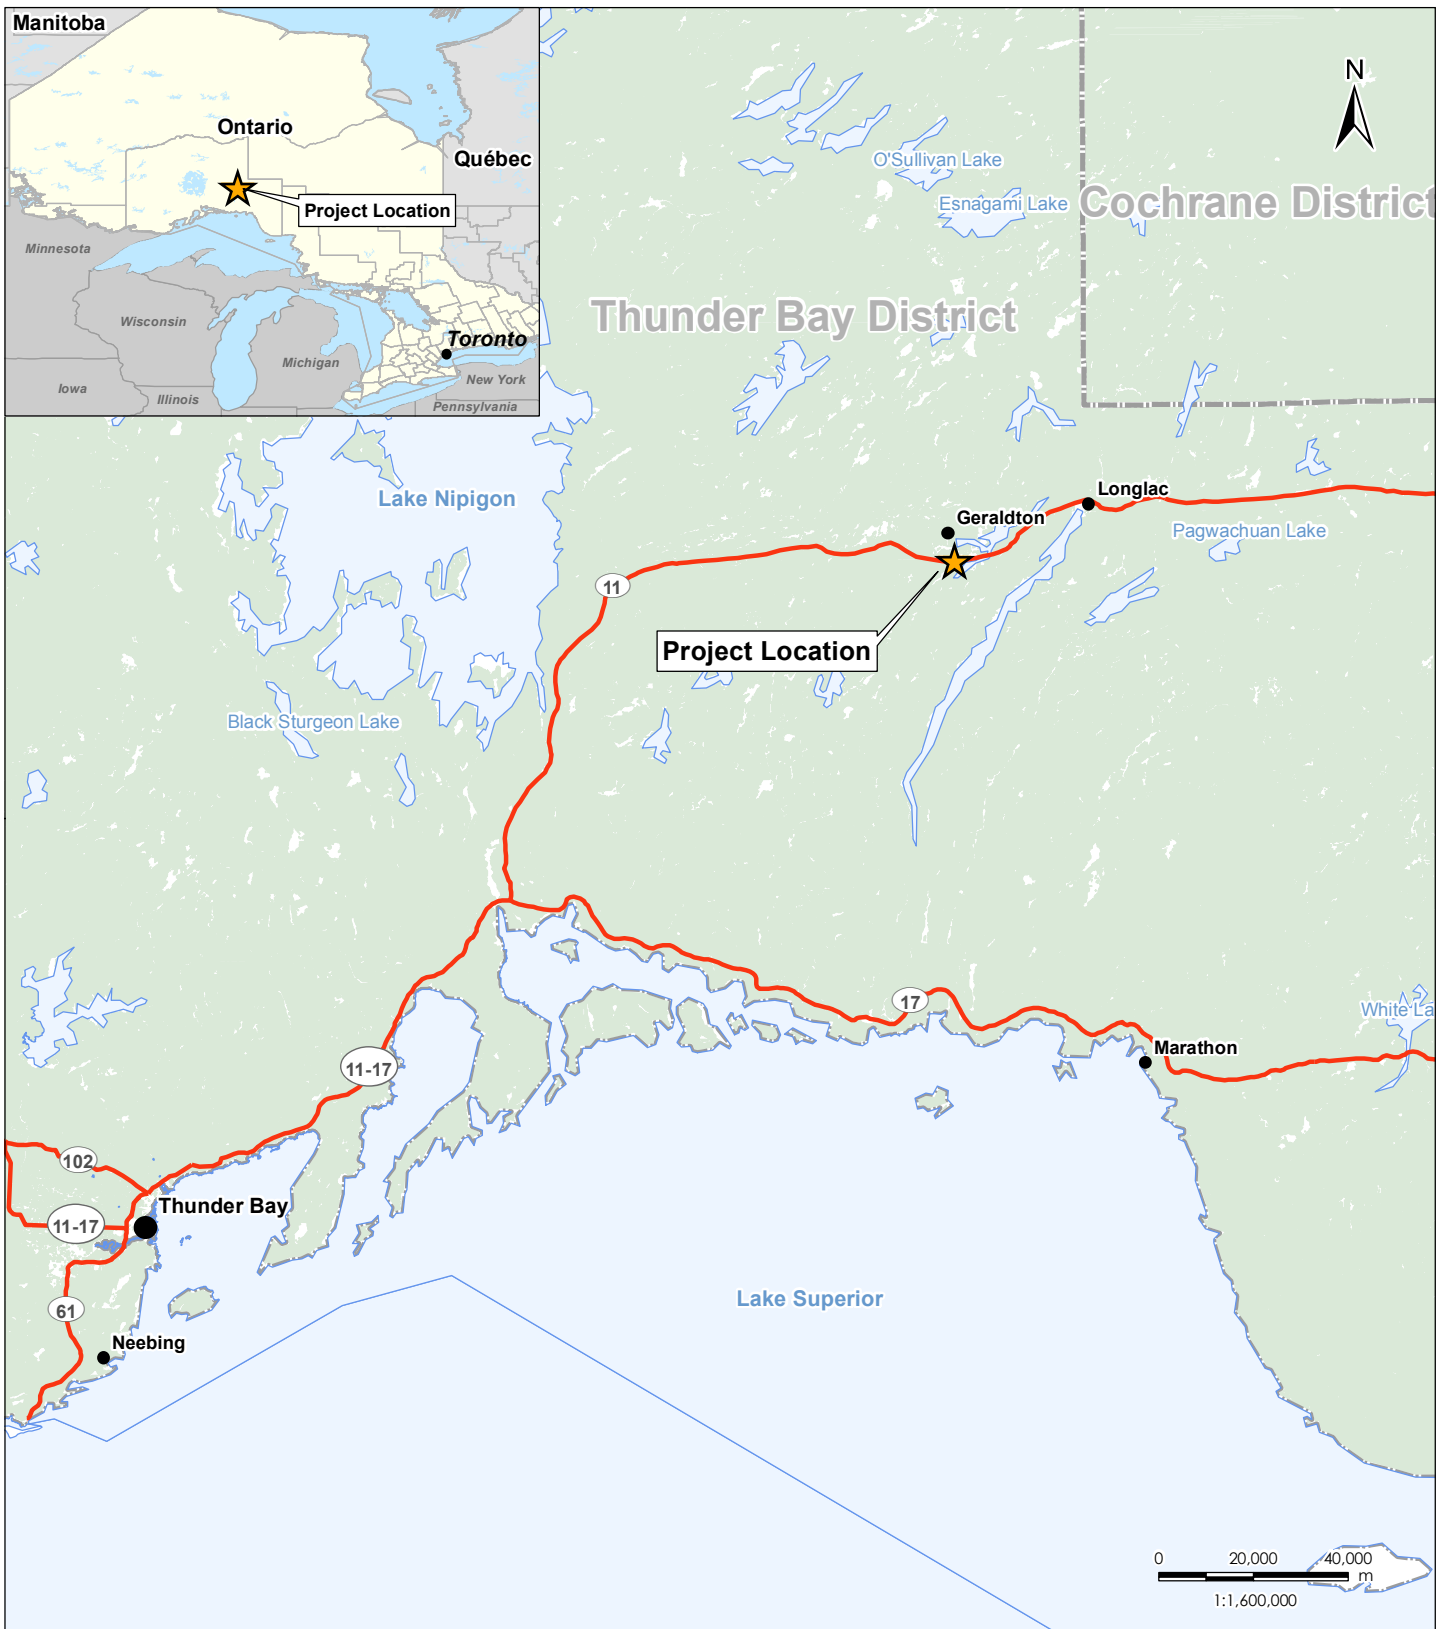 Manitoba
Ontario
Québec
Project Location
Minnesota
Wisconsin
Michigan
Toronto
New York
Iowa
Illinois
Pennsylvania
N
O'Sullivan Lake
Esnagami Lake
Cochrane District
Thunder Bay District
Lake Nipigon
Longlac
Geraldton
Pagwachuan Lake
11
Project Location
Black Sturgeon Lake
17
White La
Marathon
11-17
102
Thunder Bay
11-17
Lake Superior
61
Neebing
0 20,000 40,000
m
1:1,600,000